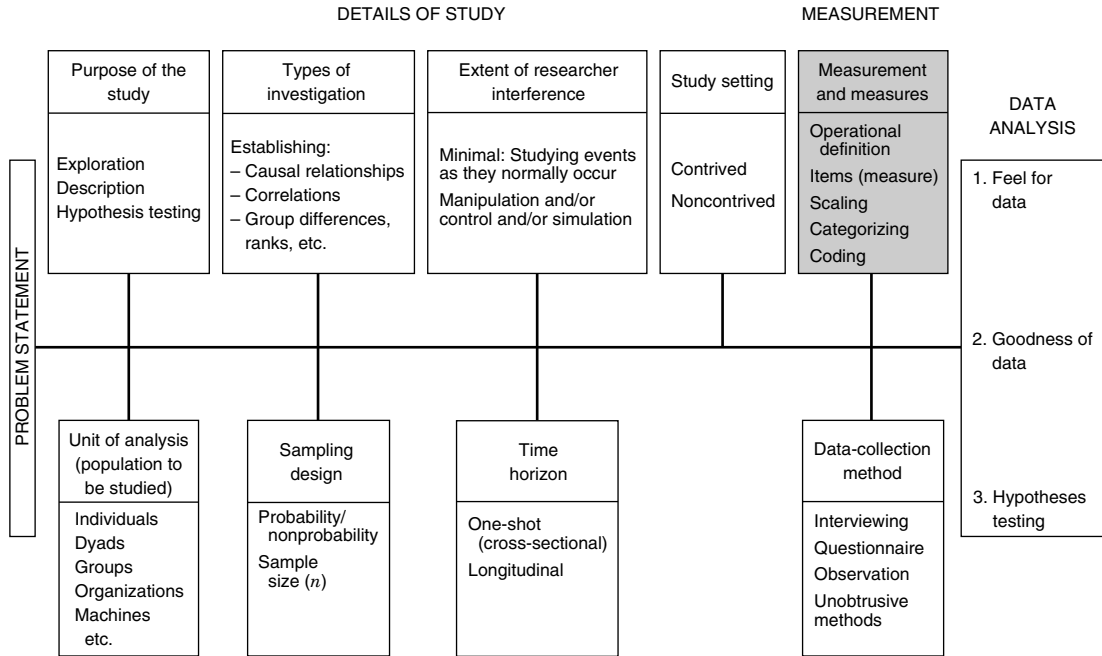 DETAILS OF STUDY
MEASUREMENT
Purpose of the
study
Exploration
Description
Hypothesis testing
Types of
investigation
Establishing:
– Causal relationships
– Correlations
– Group differences,
ranks, etc.
Extent of researcher
interference
Minimal: Studying events
as they normally occur
Manipulation and/or
control and/or simulation
Study setting
Contrived
Noncontrived
Measurement
and measures
Operational
definition
Items (measure)
Scaling
Categorizing
Coding
DATA
ANALYSIS
1. Feel for
data
2. Goodness of
data
3. Hypotheses
testing
PROBLEM STATEMENT
Unit of analysis
(population to
be studied)
Individuals
Dyads
Groups
Organizations
Machines
etc.
Sampling
design
Probability/
nonprobability
Sample
size (n)
Time
horizon
One-shot
(cross-sectional)
Longitudinal
Data-collection
method
Interviewing
Questionnaire
Observation
Unobtrusive
methods